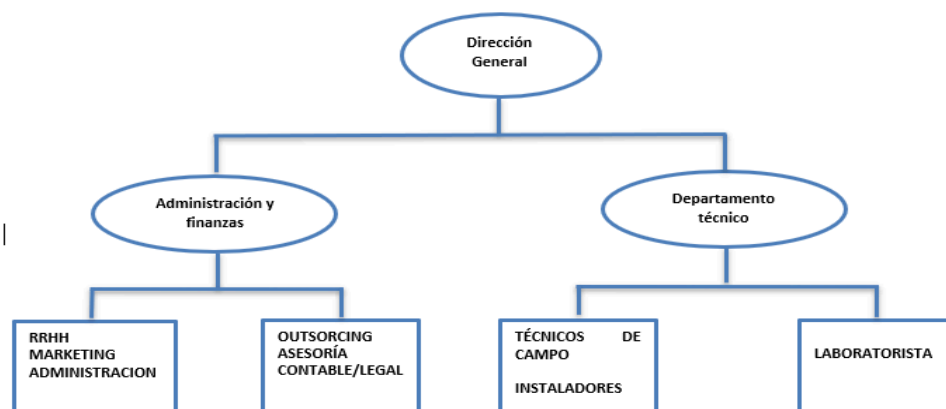 Dirección
General
Administración y
finanzas
Departamento
técnico
RRHH
MARKETING
ADMINISTRACION
OUTSORCING
ASESORÍA
CONTABLE/LEGAL
TÉCNICOS DE
CAMPO
INSTALADORES
LABORATORISTA